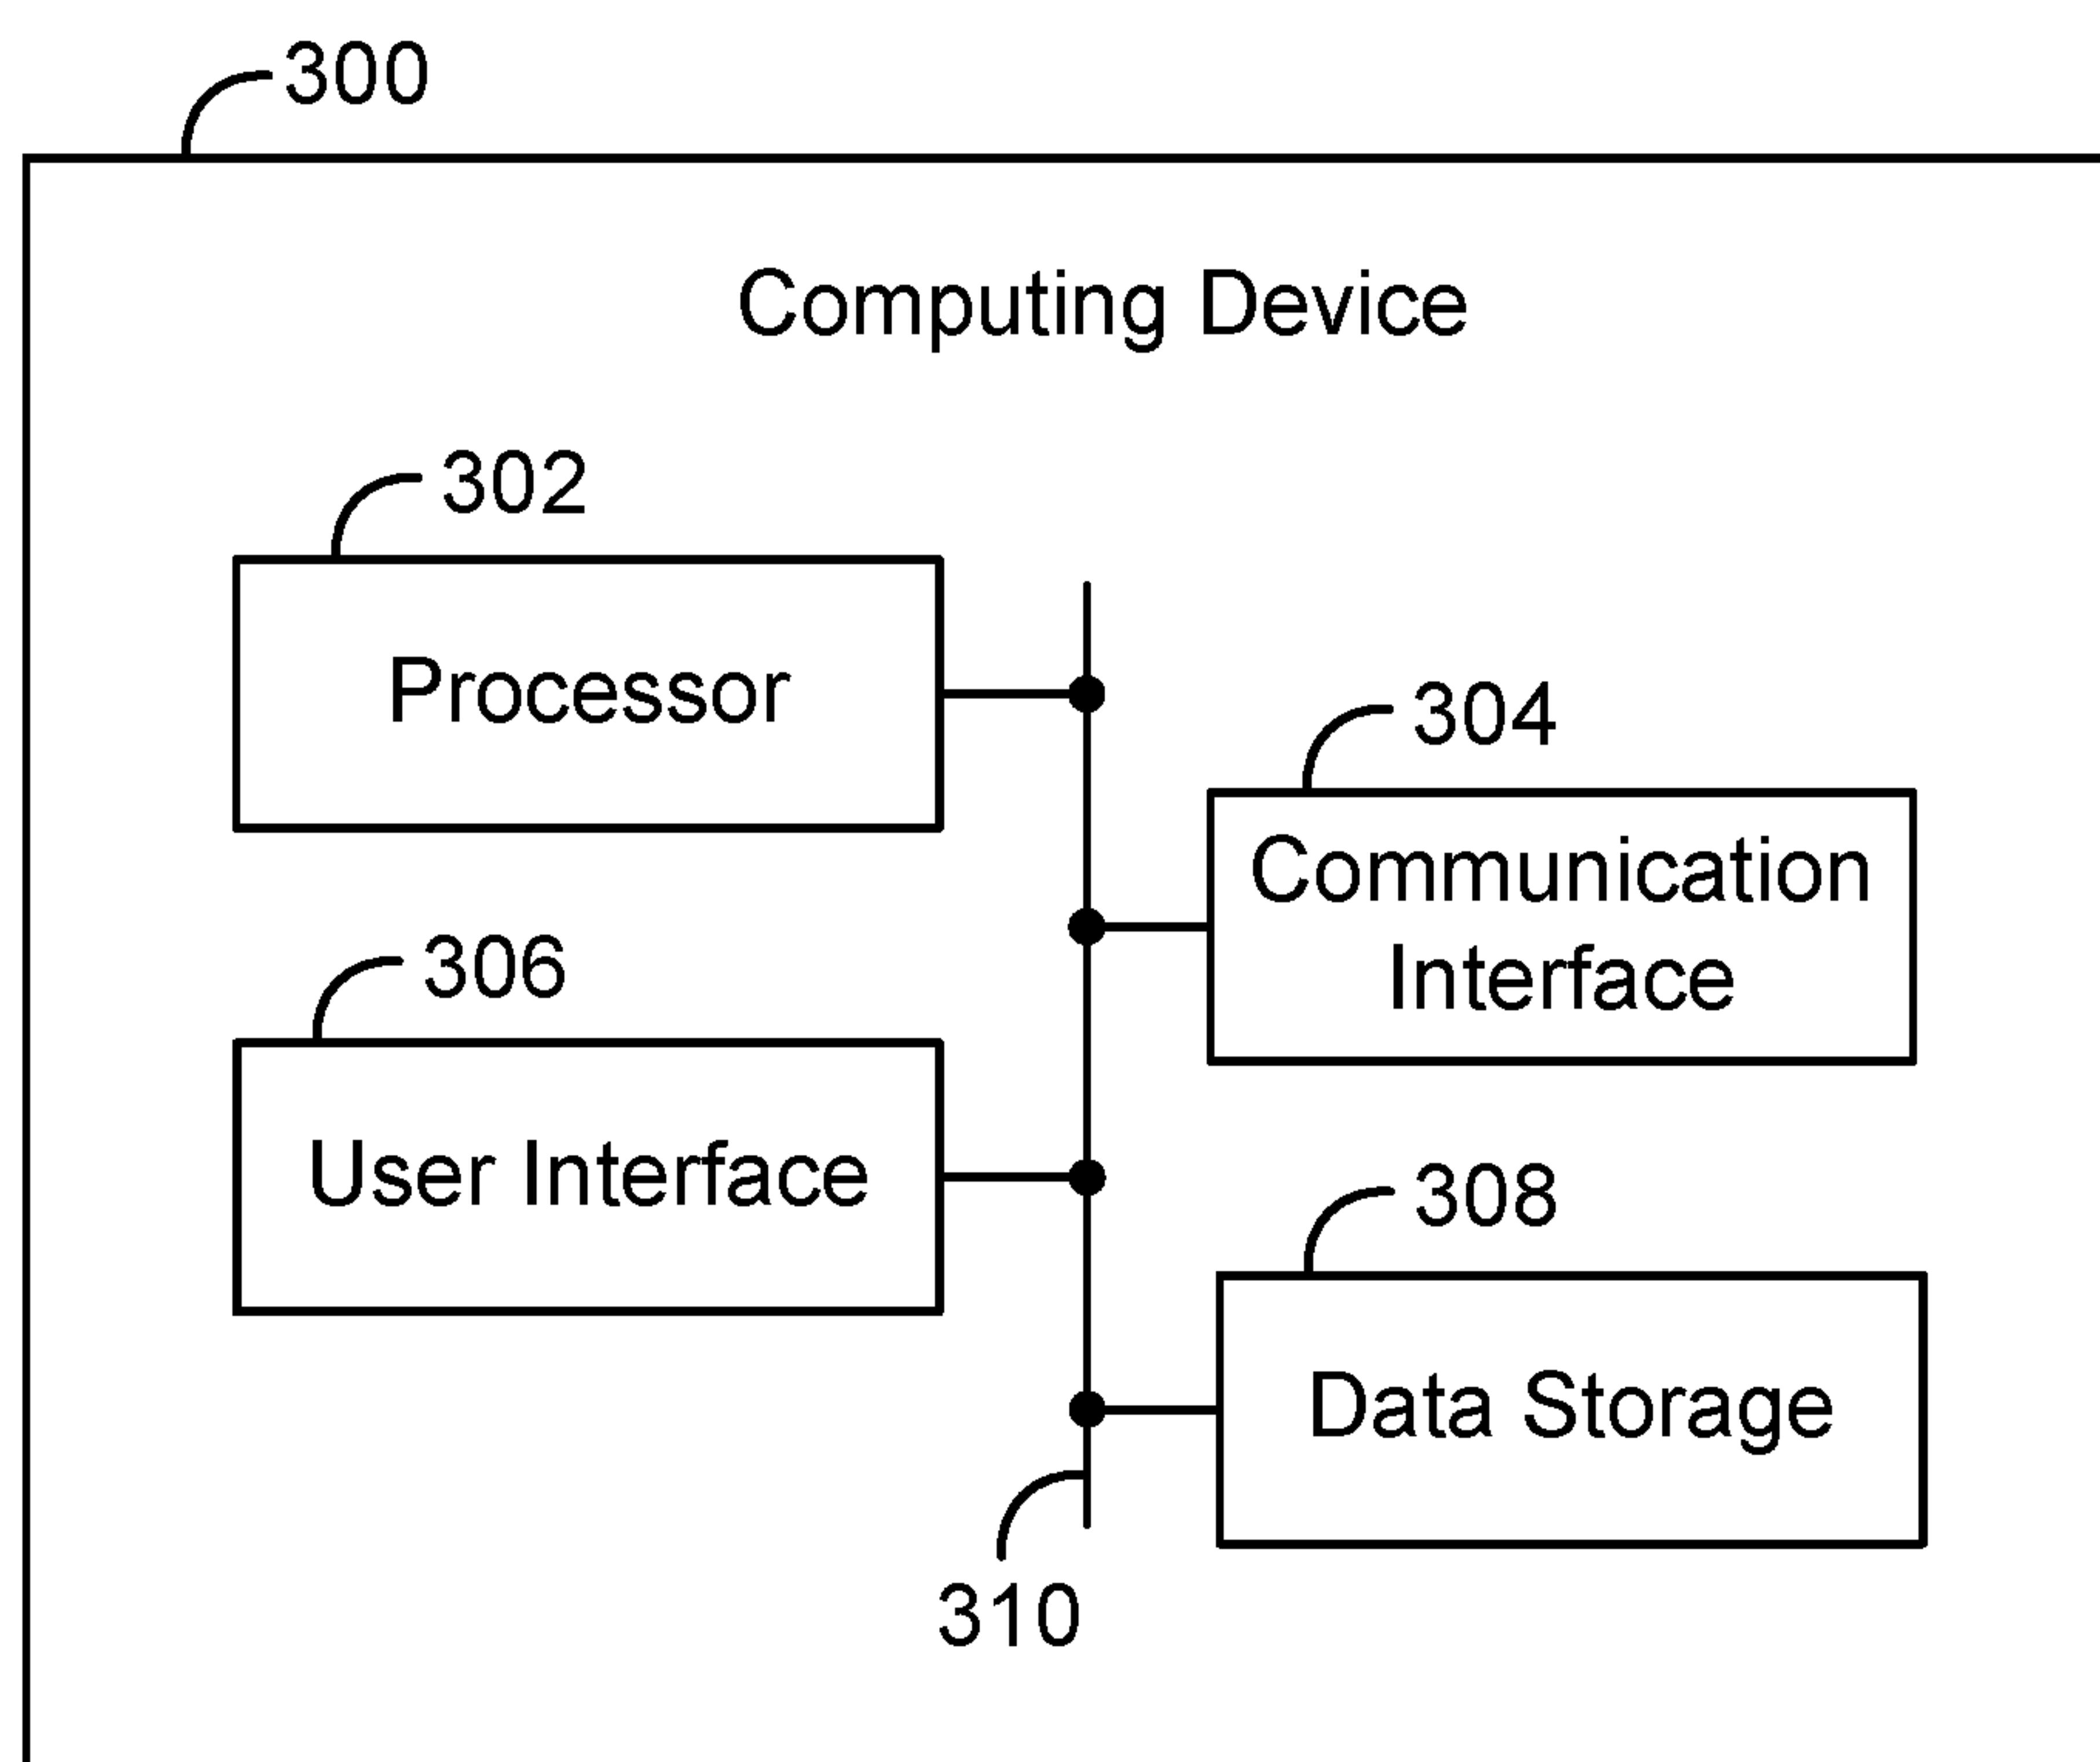 300
Computing Device
302
Processor
304
Communication
Interface
306
User Interface
308
Data Storage
310